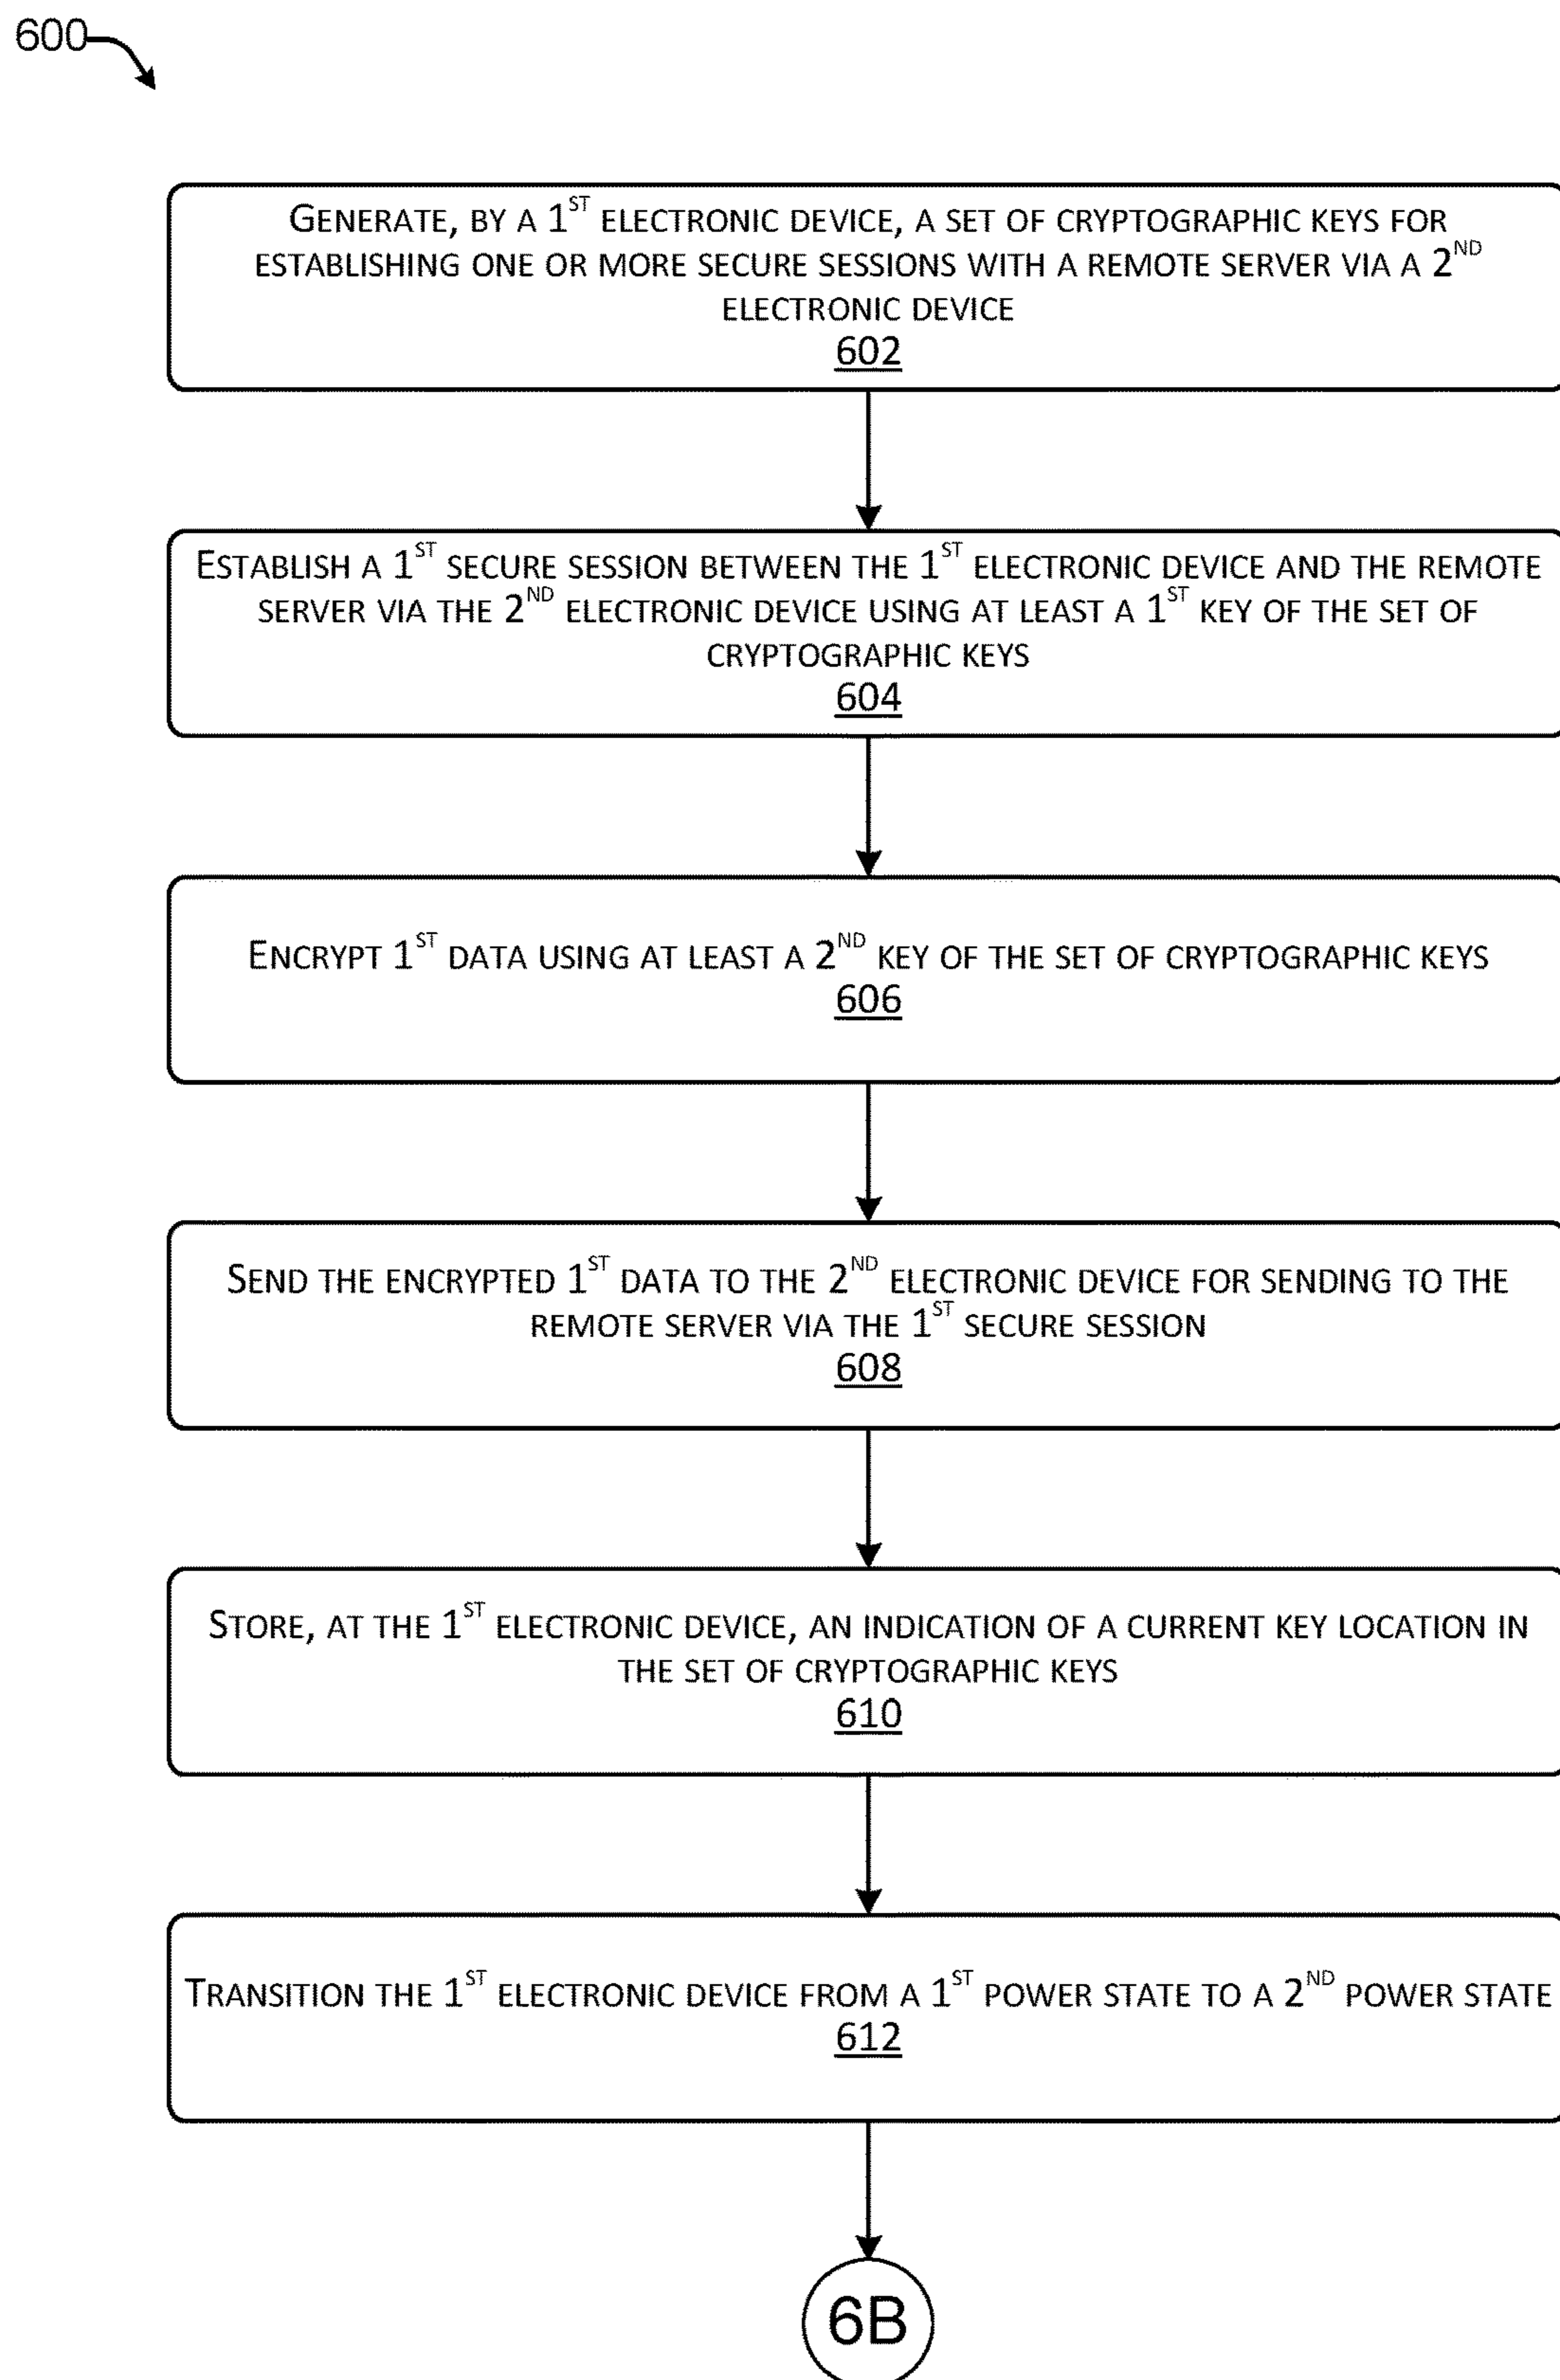 600
GENERATE, BY A 1ST ELECTRONIC DEVICE, A SET OF CRYPTOGRAPHIC KEYS FOR
ESTABLISHING ONE OR MORE SECURE SESSIONS WITH A REMOTE SERVER VIA A 2ND
ELECTRONIC DEVICE
602
ESTABLISH A 1ST SECURE SESSION BETWEEN THE 1ST ELECTRONIC DEVICE AND THE REMOTE
SERVER VIA THE 2ND ELECTRONIC DEVICE USING AT LEAST A 1ST KEY OF THE SET OF
CRYPTOGRAPHIC KEYS
604
ENCRYPT 1ST DATA USING AT LEAST A 2ND KEY OF THE SET OF CRYPTOGRAPHIC KEYS
606
SEND THE ENCRYPTED 1ST DATA TO THE 2ND ELECTRONIC DEVICE FOR SENDING TO THE
REMOTE SERVER VIA THE 1ST SECURE SESSION
608
STORE, AT THE 1ST ELECTRONIC DEVICE, AN INDICATION OF A CURRENT KEY LOCATION IN
THE SET OF CRYPTOGRAPHIC KEYS
610
TRANSITION THE 1ST ELECTRONIC DEVICE FROM A 1ST POWER STATE TO A 2ND POWER STATE
612
6B